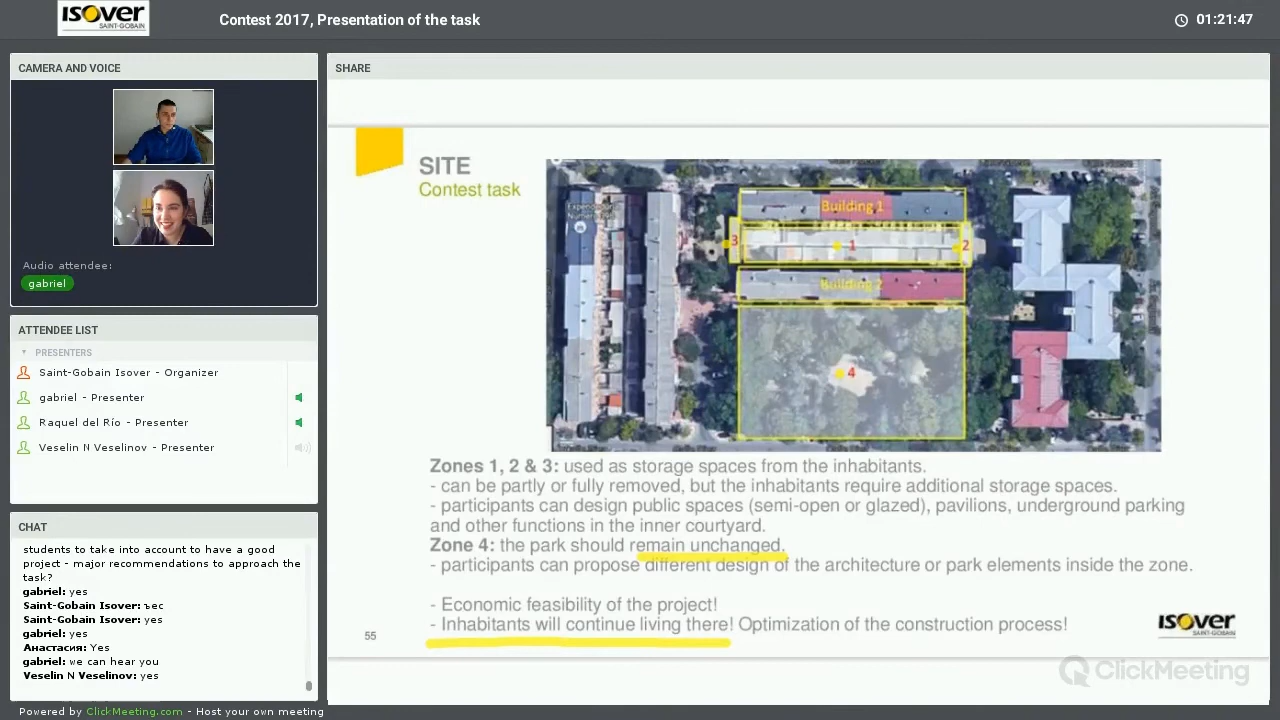 isover
SAINT-GOBAIN
Contest 2017, Presentation of the task
01:21:47
CAMERA AND VOICE
Audio attendee:
gabriel
ATTENDEE LIST
PRESENTERS
Saint-Gobain Isover - Organizer
gabriel - Presenter
Raquel del Río - Presenter
Veselin N Veselinov - Presenter
CHAT
students to take into account to have a good
project - major recommendations to approach the
task?
gabriel: yes
Saint-Gobain Isover: ъес
Saint-Gobain Isover: yes
gabriel: yes
Анастасия: Yes
gabriel: we can hear you
Veselin N Veselinov: yes
SHARE
SITE
Contest task
Building 1
3
1
2
Building 2
4
Zones 1, 2 & 3: used as storage spaces from the inhabitants.
- can be partly or fully removed, but the inhabitants require additional storage spaces.
- participants can design public spaces (semi-open or glazed), pavilions, underground parking
and other functions in the inner courtyard.
Zone 4: the park should remain unchanged.
- participants can propose different design of the architecture or park elements inside the zone.
- Economic feasibility of the project!
- Inhabitants will continue living there! Optimization of the construction process!
55
isover
SAINT-GOBAIN
ClickMeeting
Powered by ClickMeeting.com - Host your own meeting